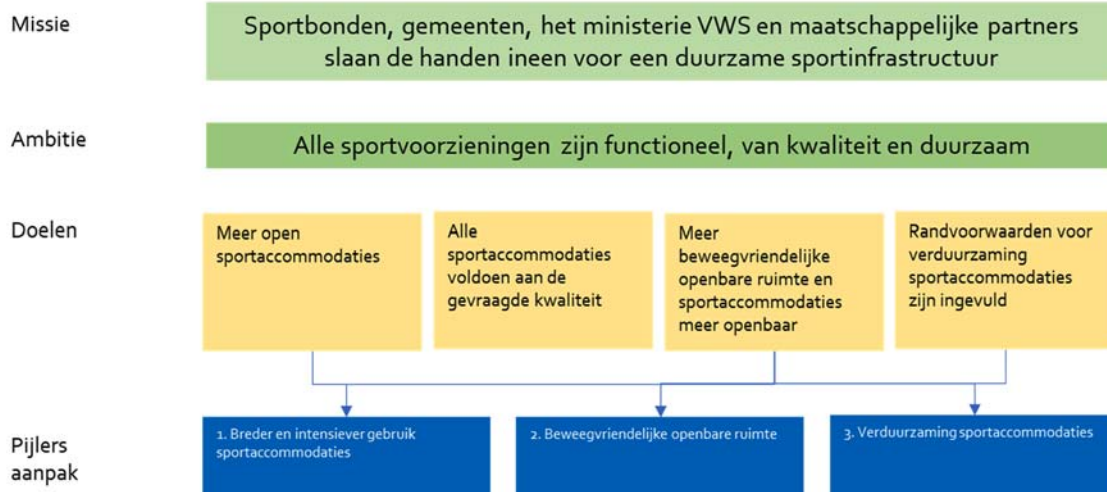 Missie
Sportbonden, gemeenten, het ministerie VWS en maatschappelijke partners
slaan de handen ineen voor een duurzame sportinfrastructuur
Ambitie
Alle sportvoorzieningen zijn functioneel, van kwaliteit en duurzaam
Doelen
Meer open
sportaccommodaties
Alle
sportaccommodaties
voldoen aan de
gevraagde kwaliteit
Meer
beweegvriendelijke
openbare ruimte en
sportaccommodaties
meer openbaar
Randvoorwaarden voor
verduurzaming
sportaccommodaties
zijn ingevuld
Pijlers
aanpak
1. Breder en intensiever gebruik
sportaccommodaties
2. Beweegvriendelijke openbare ruimte
3. Verduurzaming sportaccommodaties